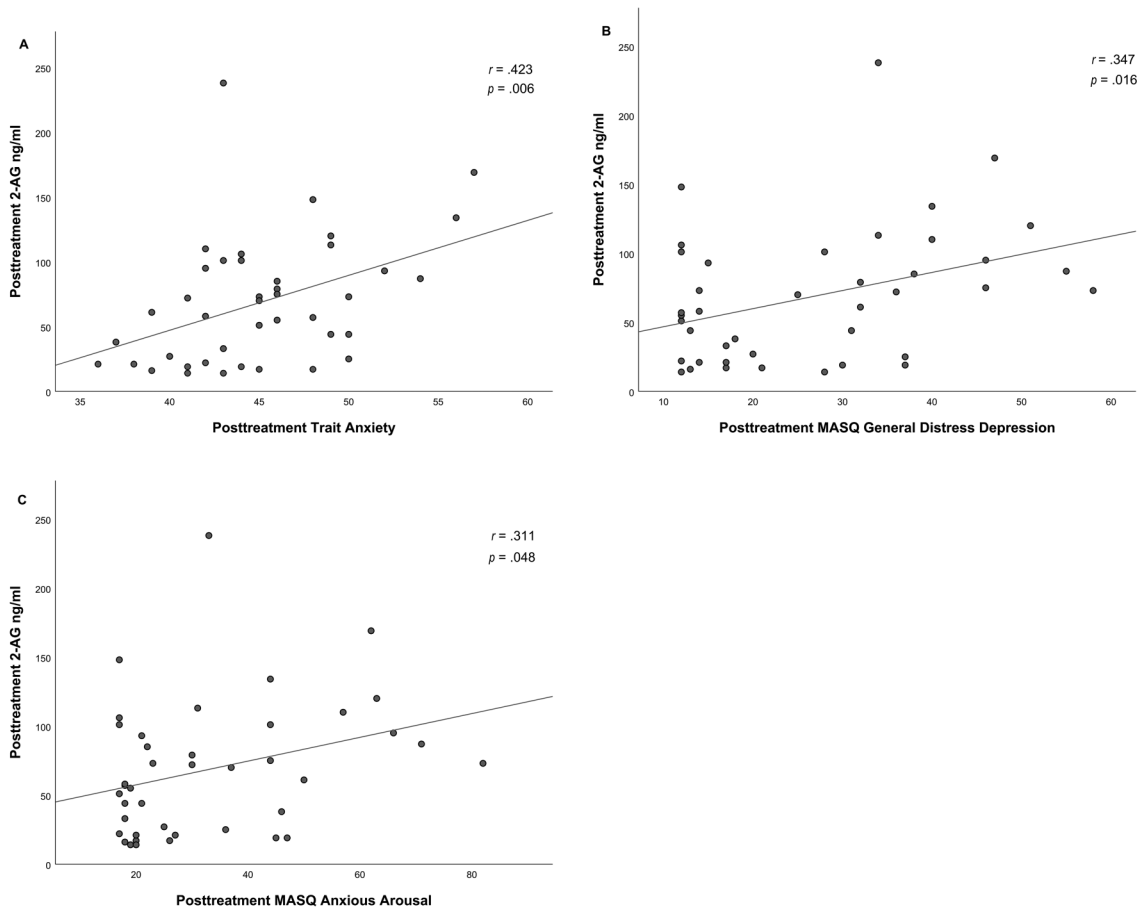 A
r = .423
p = .006
250
200
150
100
50
0
35
40
45
50
55
60
Posttreatment 2-AG ng/ml
Posttreatment Trait Anxiety
B
r = .347
p = .016
250
200
150
100
50
0
10
20
30
40
50
60
Posttreatment 2-AG ng/ml
Posttreatment MASQ General Distress Depression
C
r = .311
p = .048
250
200
150
100
50
0
20
40
60
80
Posttreatment 2-AG ng/ml
Posttreatment MASQ Anxious Arousal